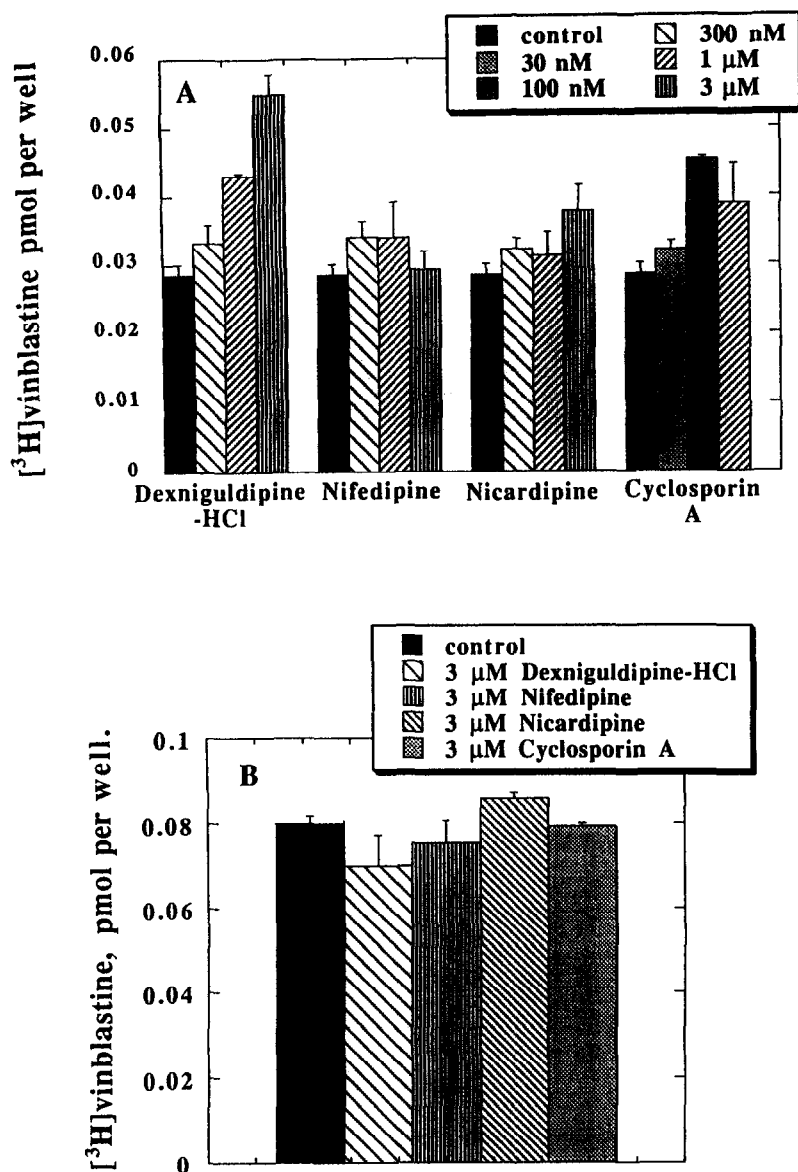 A
control
30 nM
100 nM
300 nM
1 µM
3 µM
[³H]vinblastine pmol per well
0.06
0.05
0.04
0.03
0.02
0.01
0
Dexniguldipine
-HCl
Nifedipine
Nicardipine
Cyclosporin
A
control
3 µM Dexniguldipine-HCl
3 µM Nifedipine
3 µM Nicardipine
3 µM Cyclosporin A
B
[³H]vinblastine, pmol per well.
0.1
0.08
0.06
0.04
0.02
0